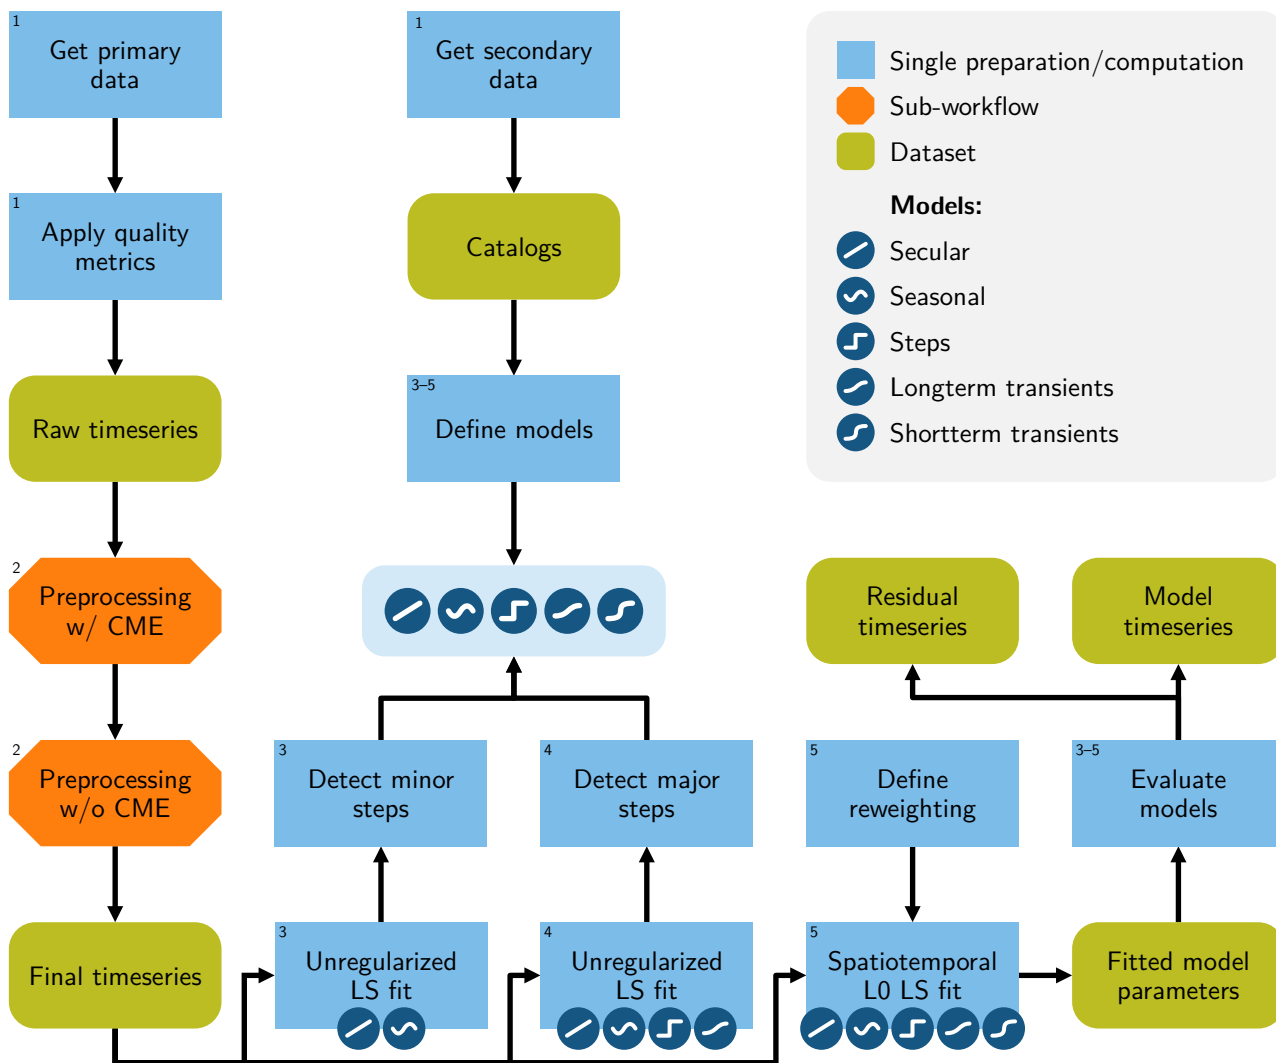 1
Get primary
data
1
Get secondary
data
Single preparation/computation
Sub-workflow
Dataset
Models:
Secular
Seasonal
Steps
Longterm transients
Shortterm transients
1
Apply quality
metrics
Catalogs
Raw timeseries
3–5
Define models
2
Preprocessing
w/ CME
Residual
timeseries
Model
timeseries
2
Preprocessing
w/o CME
3
Detect minor
steps
4
Detect major
steps
5
Define
reweighting
3–5
Evaluate
models
Final timeseries
3
Unregularized
LS fit
4
Unregularized
LS fit
5
Spatiotemporal
L0 LS fit
Fitted model
parameters